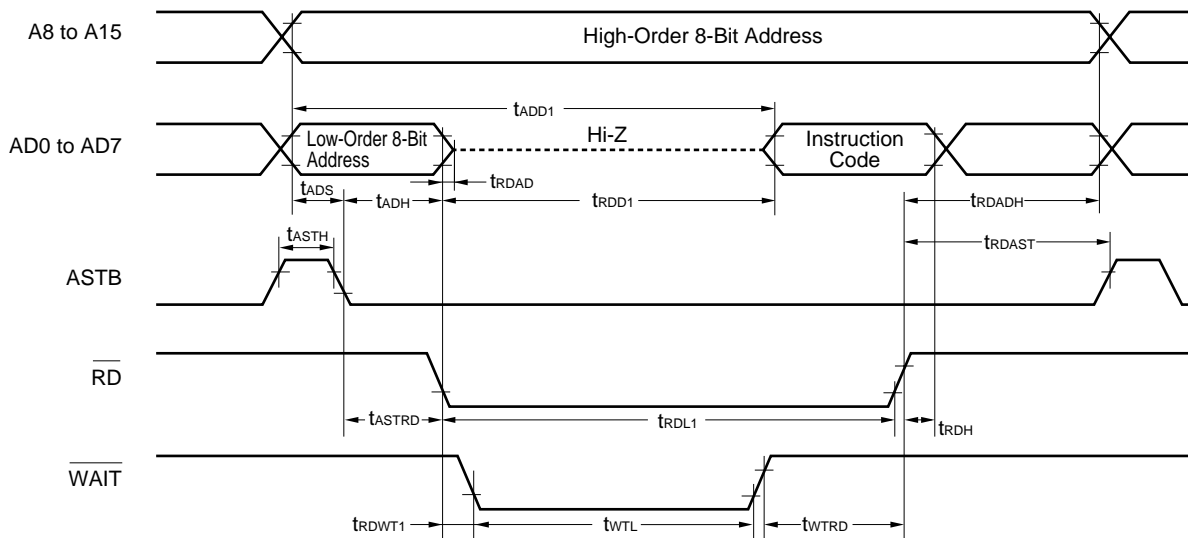 A8 to A15
High-Order 8-Bit Address
tADD1
AD0 to AD7
Low-Order 8-Bit
Address
Hi-Z
Instruction
Code
tRDAD
tADS
tADH
tRDD1
tRDADH
tASTH
tRDAST
ASTB
RD
tASTRD
tRDL1
tRDH
WAIT
tRDWT1
tWTL
tWTRD